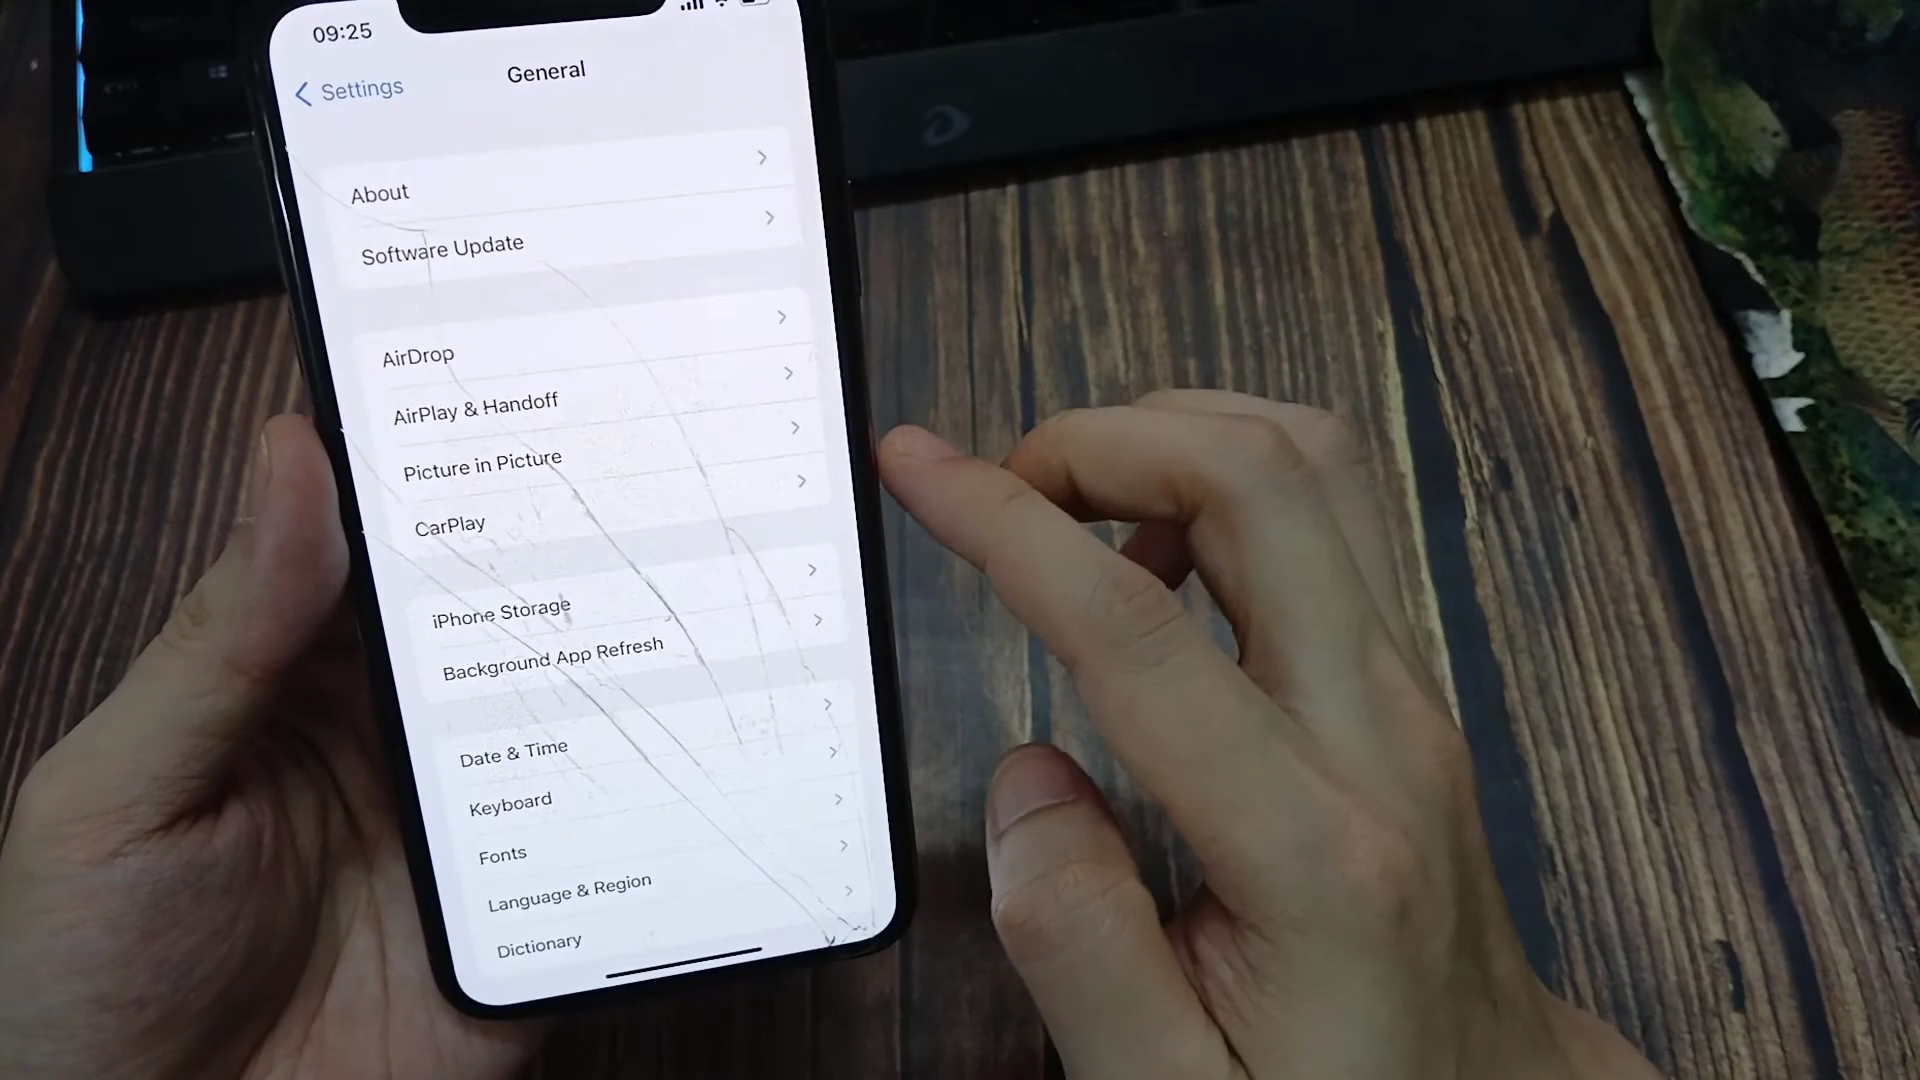 09:25
Settings
General
About
Software Update
AirDrop
AirPlay & Handoff
Picture in Picture
CarPlay
iPhone Storage
Background App Refresh
Date & Time
Keyboard
Fonts
Language & Region
Dictionary